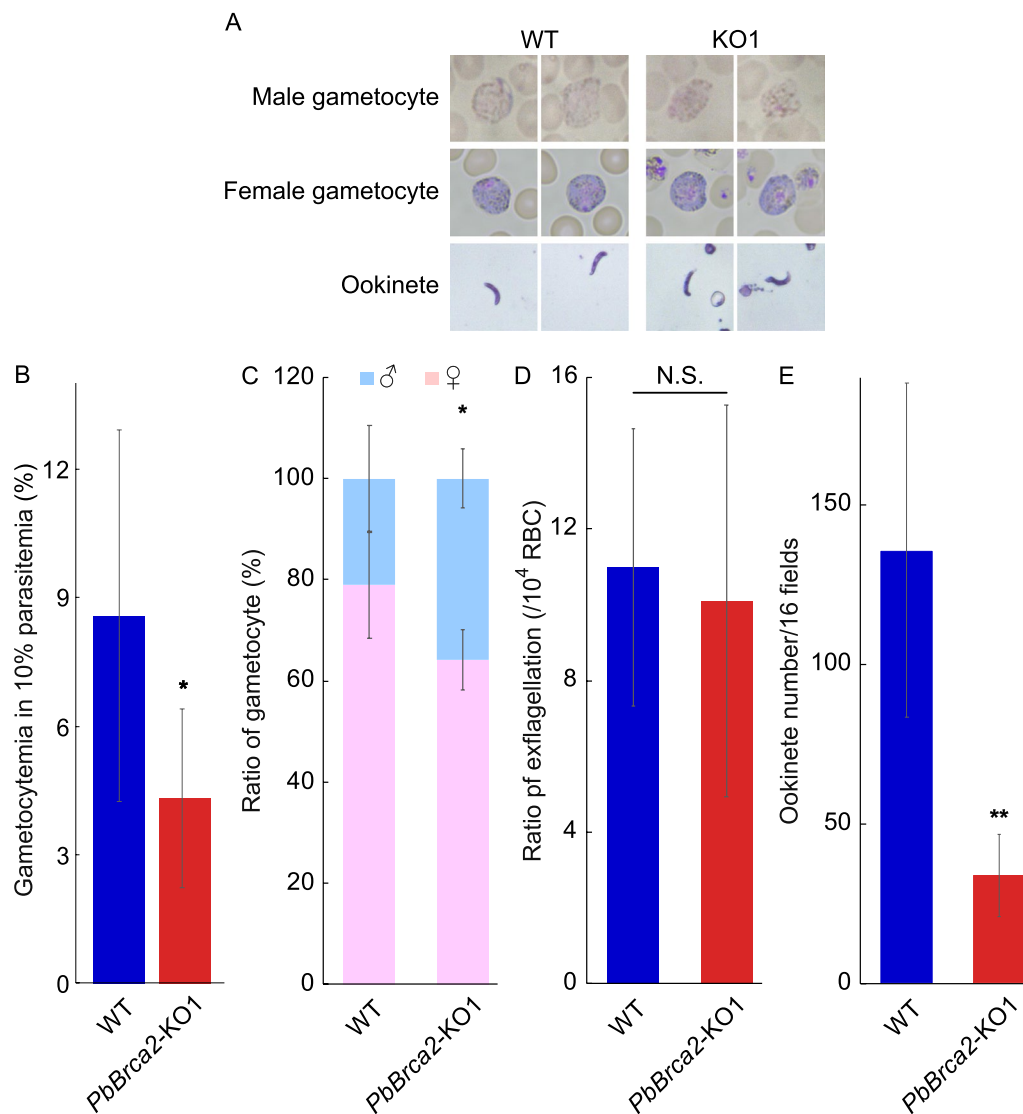 A
WT
KO1
Male gametocyte
Female gametocyte
Ookinete
B
Gametocytemia in 10% parasitemia (%)
12
9
6
3
0
*
WT
PbBrca2-KO1
C
♂ ♀
Ratio of gametocyte (%)
120
100
80
60
40
20
0
*
WT
PbBrca2-KO1
D
N.S.
Ratio pf exflagellation (/10⁴ RBC)
16
12
8
4
0
WT
PbBrca2-KO1
E
Ookinete number/16 fields
150
100
50
0
**
WT
PbBrca2-KO1